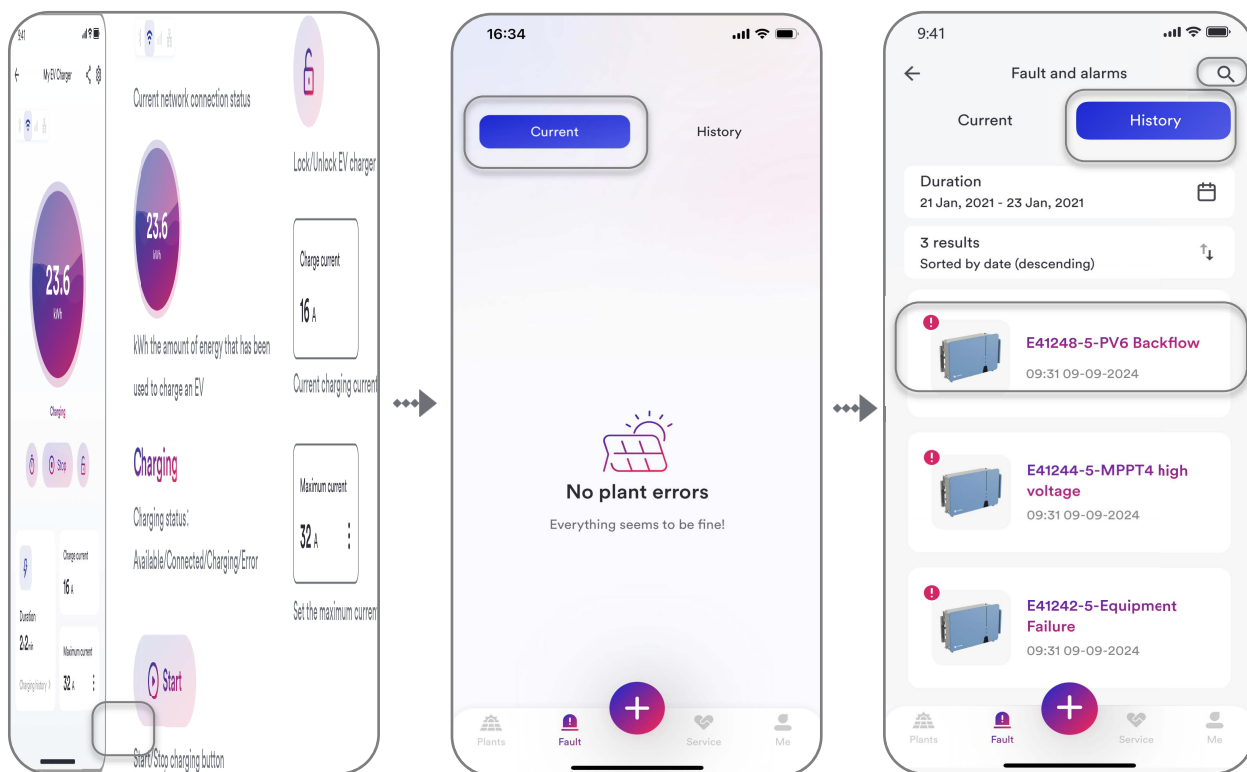 9:41
My EV Charger
23.6
kWh
Charging
Stop
Duration
2.2 min
Charging history
Charge current
16 A
Maximum current
32 A
Current network connection status
23.6
kWh
kWh the amount of energy that has been
used to charge an EV
Charging
Charging status:
Available/Connected/Charging/Error
Start
Start/Stop charging button
Lock/Unlock EV charger
Charge current
16 A
Current charging current
Maximum current
32 A
Set the maximum current
16:34
Current
History
No plant errors
Everything seems to be fine!
Plants
Fault
Service
Me
9:41
Fault and alarms
Current
History
Duration
21 Jan, 2021 - 23 Jan, 2021
3 results
Sorted by date (descending)
E41248-5-PV6 Backflow
09:31 09-09-2024
E41244-5-MPPT4 high
voltage
09:31 09-09-2024
E41242-5-Equipment
Failure
09:31 09-09-2024
Plants
Fault
Service
Me